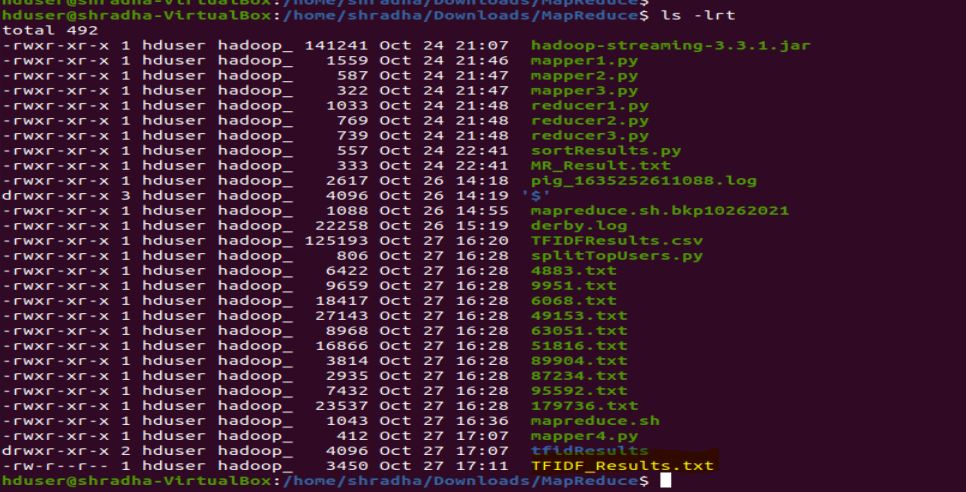 hduser@shradha-VirtualBox:/home/shradha/Downloads/MapReduce$
hduser@shradha-VirtualBox:/home/shradha/Downloads/MapReduce$ ls -lrt
total 492
-rwxr-xr-x 1 hduser hadoop_ 141241 Oct 24 21:07 hadoop-streaming-3.3.1.jar
-rwxr-xr-x 1 hduser hadoop_ 1559 Oct 24 21:46 mapper1.py
-rwxr-xr-x 1 hduser hadoop_ 587 Oct 24 21:47 mapper2.py
-rwxr-xr-x 1 hduser hadoop_ 322 Oct 24 21:47 mapper3.py
-rwxr-xr-x 1 hduser hadoop_ 1033 Oct 24 21:48 reducer1.py
-rwxr-xr-x 1 hduser hadoop_ 769 Oct 24 21:48 reducer2.py
-rwxr-xr-x 1 hduser hadoop_ 739 Oct 24 21:48 reducer3.py
-rwxr-xr-x 1 hduser hadoop_ 557 Oct 24 22:41 sortResults.py
-rwxr-xr-x 1 hduser hadoop_ 333 Oct 24 22:41 MR_Result.txt
-rwxr-xr-x 1 hduser hadoop_ 2617 Oct 26 14:18 pig_1635252611088.log
drwxr-xr-x 3 hduser hadoop_ 4096 Oct 26 14:19 '$'
-rwxr-xr-x 1 hduser hadoop_ 1088 Oct 26 14:55 mapreduce.sh.bkp10262021
-rwxr-xr-x 1 hduser hadoop_ 22258 Oct 26 15:19 derby.log
-rwxr-xr-x 1 hduser hadoop_ 125193 Oct 27 16:20 TFIDFResults.csv
-rwxr-xr-x 1 hduser hadoop_ 806 Oct 27 16:28 splitTopUsers.py
-rwxr-xr-x 1 hduser hadoop_ 6422 Oct 27 16:28 4883.txt
-rwxr-xr-x 1 hduser hadoop_ 9659 Oct 27 16:28 9951.txt
-rwxr-xr-x 1 hduser hadoop_ 18417 Oct 27 16:28 6068.txt
-rwxr-xr-x 1 hduser hadoop_ 27143 Oct 27 16:28 49153.txt
-rwxr-xr-x 1 hduser hadoop_ 8968 Oct 27 16:28 63051.txt
-rwxr-xr-x 1 hduser hadoop_ 16866 Oct 27 16:28 51816.txt
-rwxr-xr-x 1 hduser hadoop_ 3814 Oct 27 16:28 89904.txt
-rwxr-xr-x 1 hduser hadoop_ 2935 Oct 27 16:28 87234.txt
-rwxr-xr-x 1 hduser hadoop_ 7432 Oct 27 16:28 95592.txt
-rwxr-xr-x 1 hduser hadoop_ 23537 Oct 27 16:28 179736.txt
-rwxr-xr-x 1 hduser hadoop_ 1043 Oct 27 16:36 mapreduce.sh
-rwxr-xr-x 1 hduser hadoop_ 412 Oct 27 17:07 mapper4.py
drwxr-xr-x 2 hduser hadoop_ 4096 Oct 27 17:07 tfidResults
-rw-r--r-- 1 hduser hadoop_ 3450 Oct 27 17:11 TFIDF_Results.txt
hduser@shradha-VirtualBox:/home/shradha/Downloads/MapReduce$